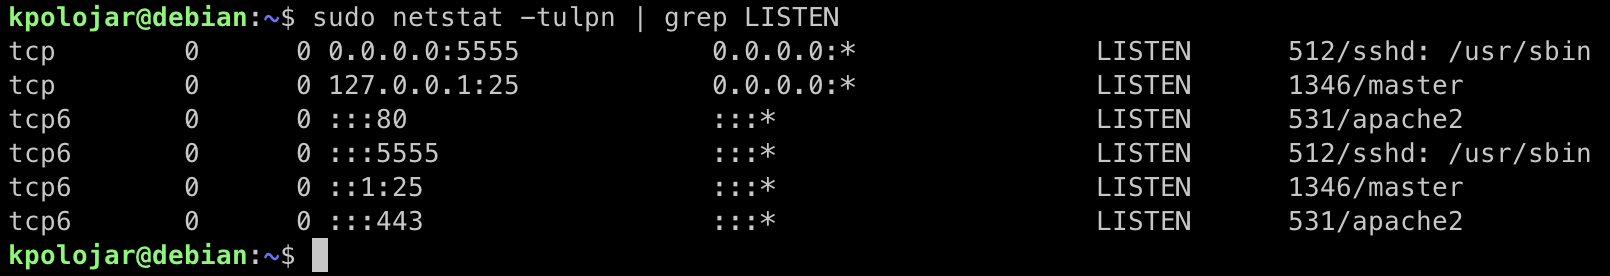 kpolojar@debian:~$ sudo netstat -tulpn | grep LISTEN
tcp        0      0 0.0.0.0:5555            0.0.0.0:*               LISTEN      512/sshd: /usr/sbin
tcp        0      0 127.0.0.1:25            0.0.0.0:*               LISTEN      1346/master
tcp6       0      0 :::80                   :::*                    LISTEN      531/apache2
tcp6       0      0 :::5555                 :::*                    LISTEN      512/sshd: /usr/sbin
tcp6       0      0 ::1:25                  :::*                    LISTEN      1346/master
tcp6       0      0 :::443                  :::*                    LISTEN      531/apache2
kpolojar@debian:~$